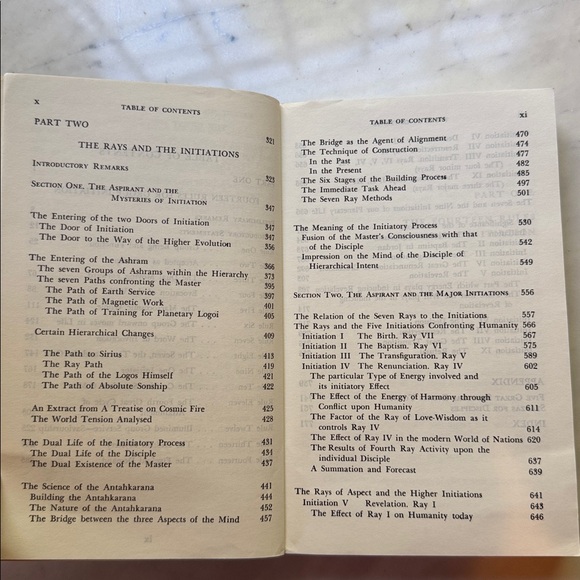 x
TABLE OF CONTENTS
PART TWO
THE RAYS AND THE INITIATIONS 321
INTRODUCTORY REMARKS 321
SECTION ONE. THE ASPIRANT AND THE
MYSTERIES OF INITIATION 347
The Entering of the two Doors of Initiation 347
The Door of Initiation 347
The Door to the Way of the Higher Evolution 356
The Entering of the Ashram 366
The seven Groups of Ashrams within the Hierarchy 373
The seven Paths confronting the Master 395
The Path of Earth Service 397
The Path of Magnetic Work 401
The Path of Training for Planetary Logoi 405
Certain Hierarchical Changes 409
The Path to Sirius 413
The Ray Path 419
The Path of the Logos Himself 421
The Path of Absolute Sonship 422
An Extract from A Treatise on Cosmic Fire 425
The World Tension Analysed 428
The Dual Life of the Initiatory Process 431
The Dual Life of the Disciple 434
The Dual Existence of the Master 437
The Science of the Antahkarana 441
Building the Antahkarana 444
The Nature of the Antahkarana 452
The Bridge between the three Aspects of the Mind 457
TABLE OF CONTENTS
xi
The Bridge as the Agent of Alignment 470
The Technique of Construction 474
In the Past 477
In the Present 482
The Six Stages of the Building Process 485
The Immediate Task Ahead 497
The Seven Ray Methods 501
The Meaning of the Initiatory Process 530
Fusion of the Master's Consciousness with that
of the Disciple 542
Impression on the Mind of the Disciple of
Hierarchical Intent 549
SECTION TWO. THE ASPIRANT AND THE MAJOR INITIATIONS 556
The Relation of the Seven Rays to the Initiations 557
The Rays and the Five Initiations Confronting Humanity 566
Initiation I The Birth. Ray VII 567
Initiation II The Baptism. Ray VI 575
Initiation III The Transfiguration. Ray V 589
Initiation IV The Renunciation. Ray IV 602
The particular Type of Energy involved and
its initiatory Effect 605
The Effect of the Energy of Harmony through
Conflict upon Humanity 611
The Factor of the Ray of Love-Wisdom as it
controls Ray IV 614
The Effect of Ray IV in the modern World of Nations 620
The Results of Fourth Ray Activity upon the
individual Disciple 637
A Summation and Forecast 639
The Rays of Aspect and the Higher Initiations 641
Initiation V Revelation. Ray I 643
The Effect of Ray I on Humanity today 646